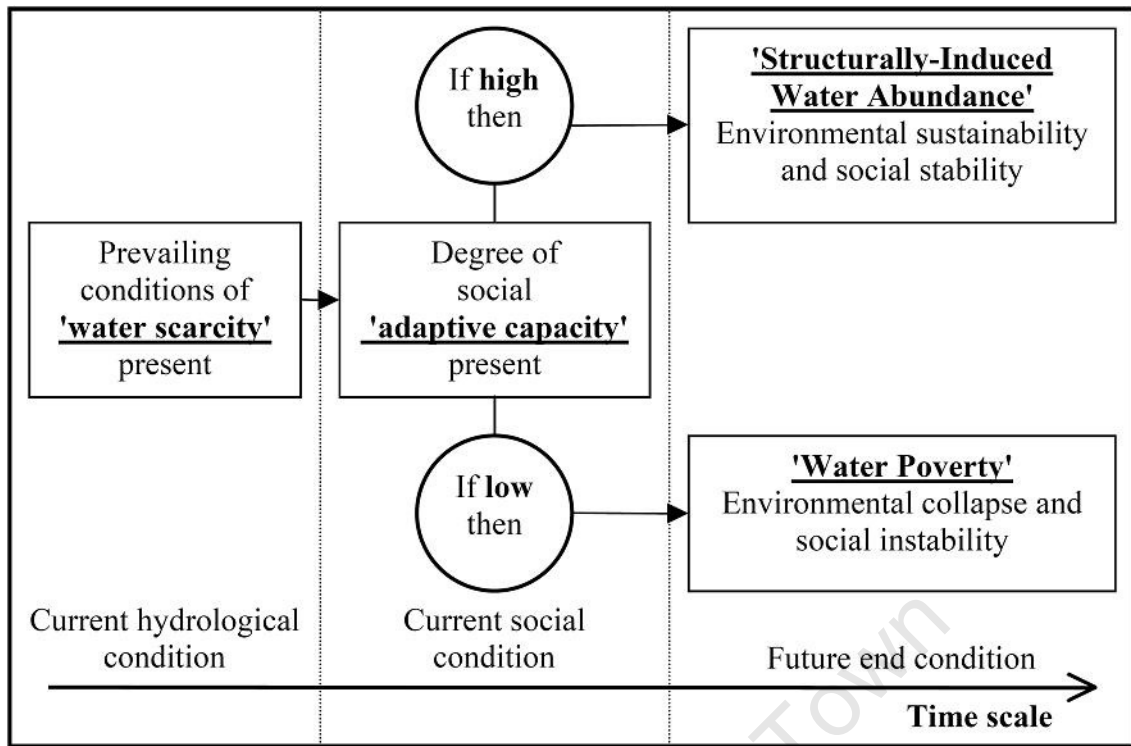 If high
then
'Structurally-Induced
Water Abundance'
Environmental sustainability
and social stability
Prevailing
conditions of
'water scarcity'
present
Degree of
social
'adaptive capacity'
present
If low
then
'Water Poverty'
Environmental collapse and
social instability
Current hydrological
condition
Current social
condition
Future end condition
Time scale
Town